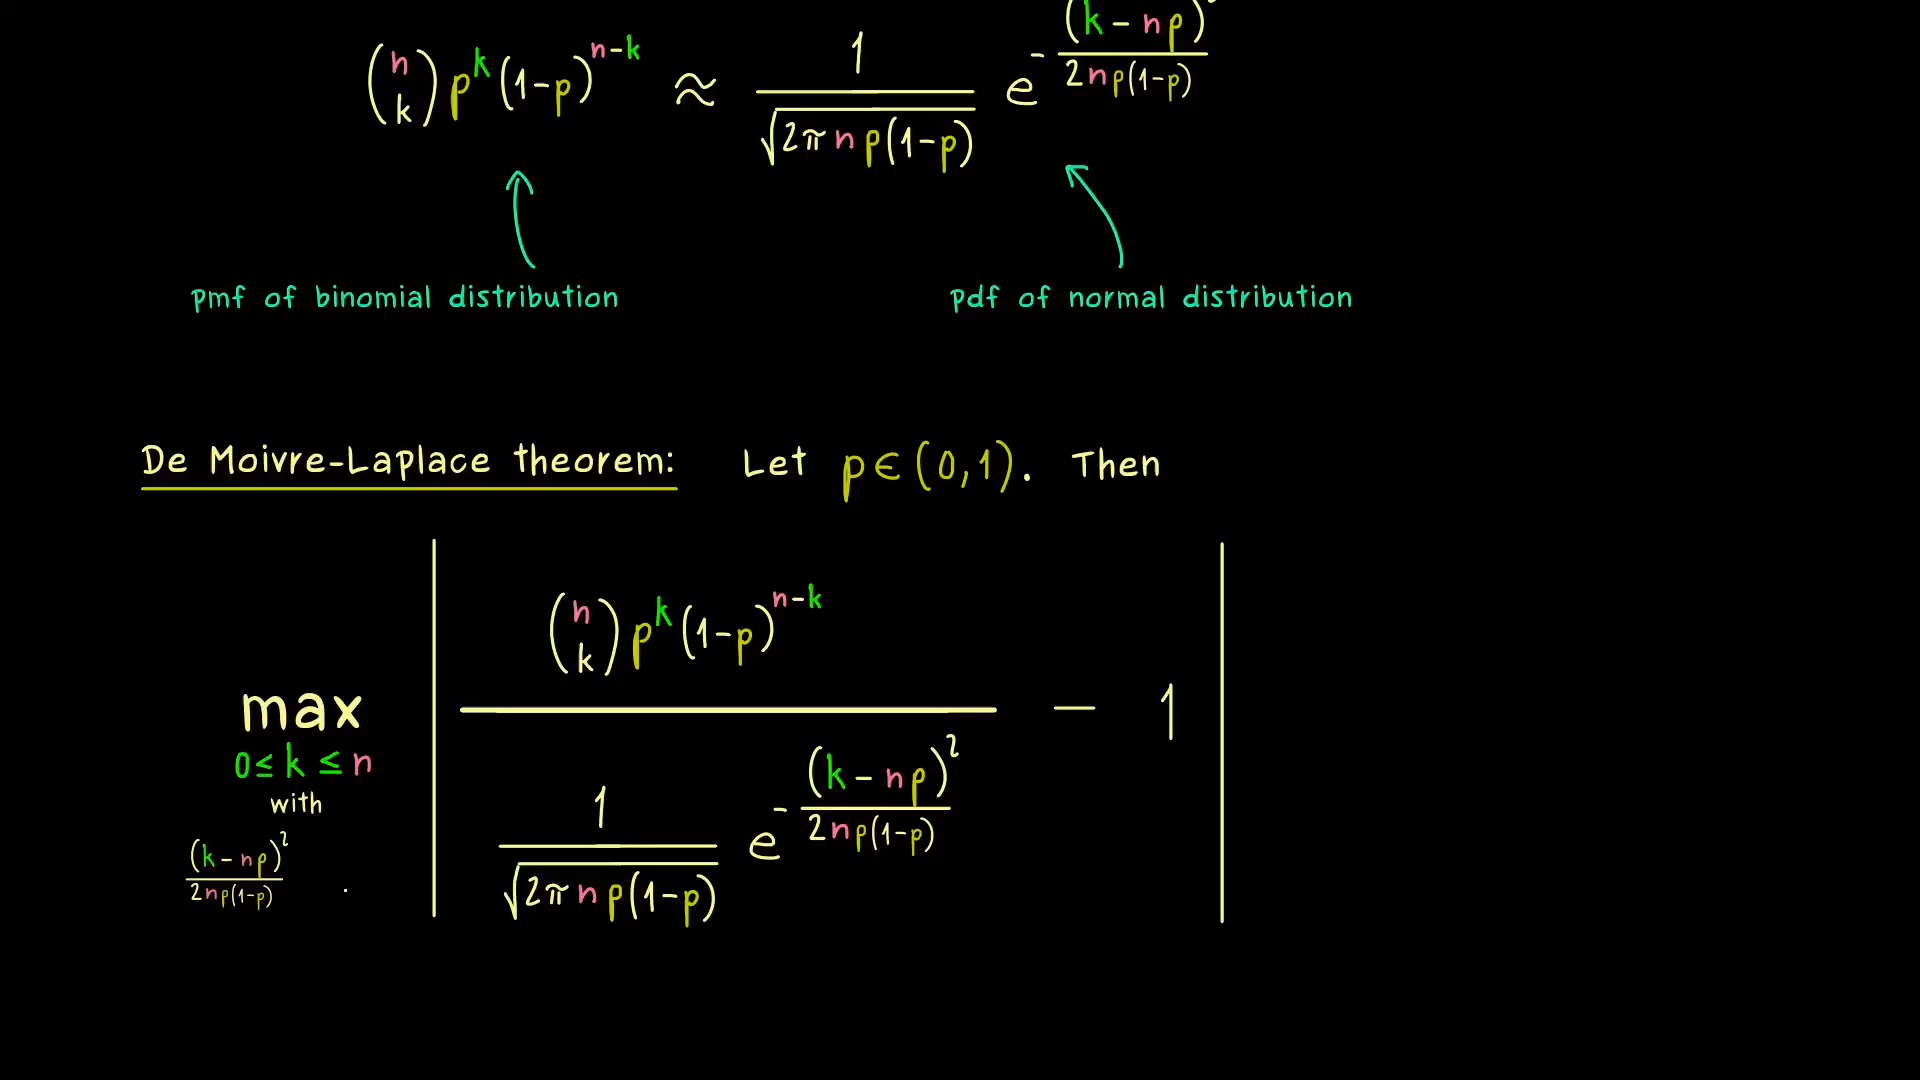 (n k) p^k (1-p)^{n-k} ≈ 1 / √(2π n p(1-p)) e^{-(k - np)^2 / 2np(1-p)}
pmf of binomial distribution pdf of normal distribution
De Moivre-Laplace theorem: Let p ∈ (0,1). Then
max 0 ≤ k ≤ n with (k - np)^2 / 2np(1-p) | (n k) p^k (1-p)^{n-k} / 1 / √(2π n p(1-p)) e^{-(k - np)^2 / 2np(1-p)} - 1 |